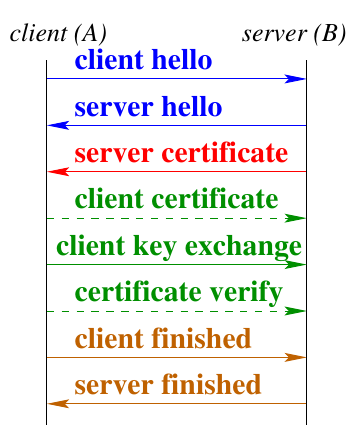 client (A) server (B)
client hello
server hello
server certificate
client certificate
client key exchange
certificate verify
client finished
server finished